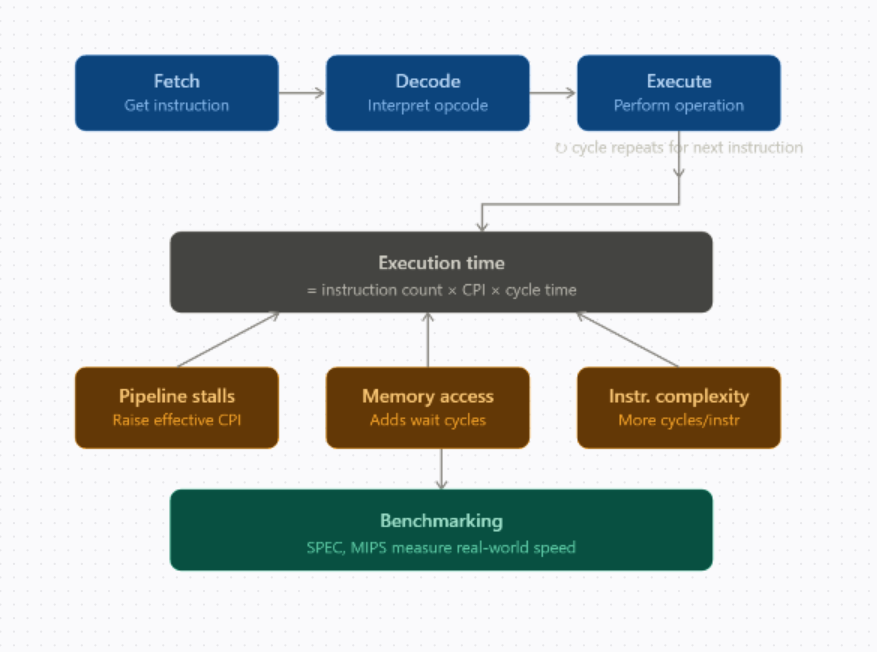 Fetch
Get instruction
Decode
Interpret opcode
Execute
Perform operation
↻ cycle repeats for next instruction
Execution time
= instruction count × CPI × cycle time
Pipeline stalls
Raise effective CPI
Memory access
Adds wait cycles
Instr. complexity
More cycles/instr
Benchmarking
SPEC, MIPS measure real-world speed